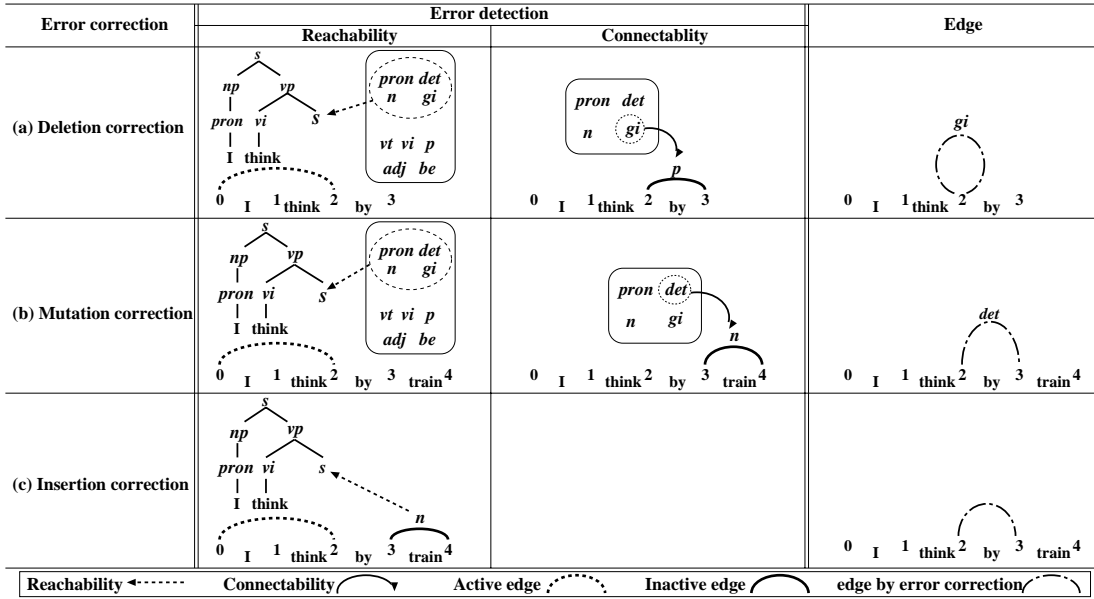 Error correction
Error detection
Edge
Reachability
Connectablity
(a) Deletion correction
s
np
vp
pron vi
s
I think
pron det
n gi
vt vi p
adj be
0 I 1 think 2 by 3
pron det
n gi
p
0 I 1 think 2 by 3
gi
0 I 1 think 2 by 3
(b) Mutation correction
s
np
vp
pron vi
s
I think
pron det
n gi
vt vi p
adj be
0 I 1 think 2 by 3 train 4
pron det
n gi
n
0 I 1 think 2 by 3 train 4
det
0 I 1 think 2 by 3 train 4
(c) Insertion correction
s
np
vp
pron vi
s
I think
n
0 I 1 think 2 by 3 train 4
0 I 1 think 2 by 3 train 4
Reachability Connectability Active edge Inactive edge edge by error correction